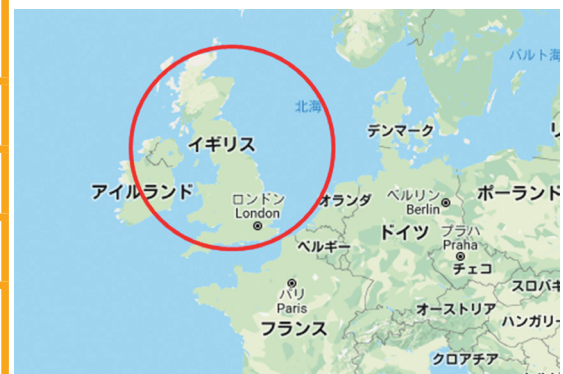 バルト海
北海
デンマーク
イギリス
アイルランド
ロンドン
London
オランダ
ベルリン
Berlin
ポーランド
ドイツ
プラハ
Praha
ベルギー
チェコ
パリ
Paris
スロバキ
オーストリア
ハンガリー
フランス
クロアチア